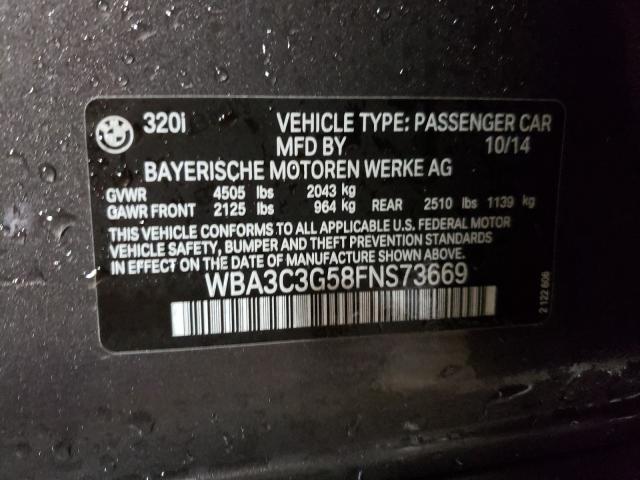 320i VEHICLE TYPE: PASSENGER CAR
MFD BY 10/14
BAYERISCHE MOTOREN WERKE AG
GVWR 4505 lbs 2043 kg
GAWR FRONT 2125 lbs 964 kg REAR 2510 lbs 1139 kg
THIS VEHICLE CONFORMS TO ALL APPLICABLE U.S. FEDERAL MOTOR
VEHICLE SAFETY, BUMPER AND THEFT PREVENTION STANDARDS
IN EFFECT ON THE DATE OF MANUFACTURE SHOWN ABOVE.
WBA3C3G58FNS73669
2 122 606